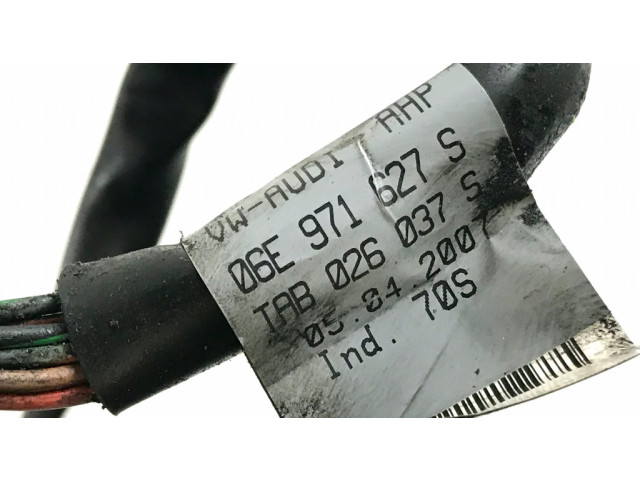 VW-AUDI AHP
06E 971 627 S
TAB 026 037 S
05.04.2007
Ind. 70S